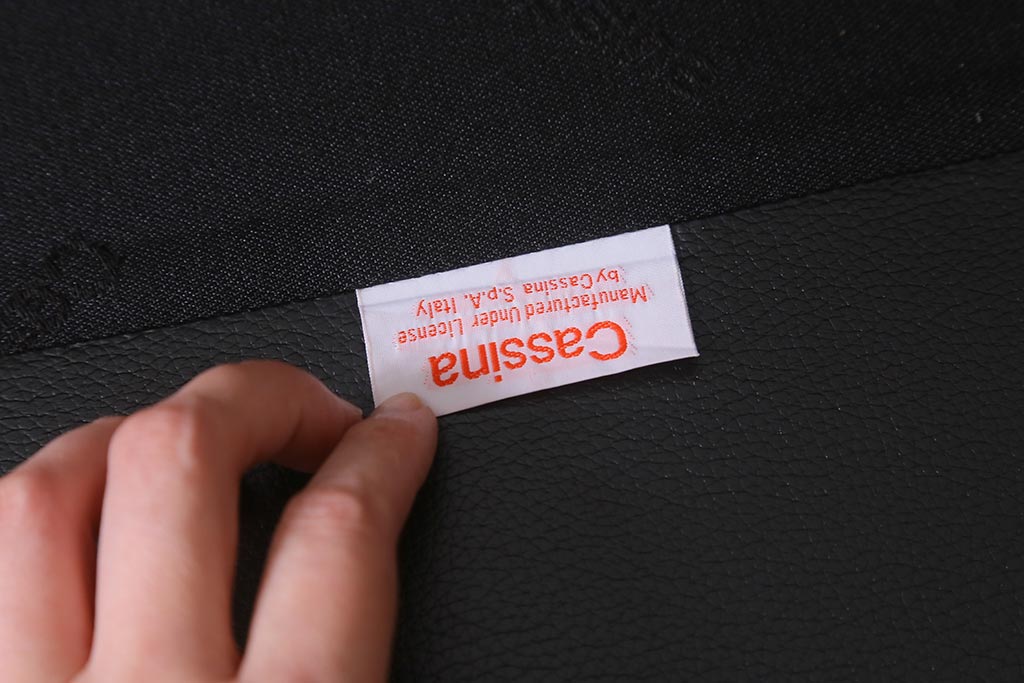 Cassina
Manufactured Under License
by Cassina S.p.A. Italy